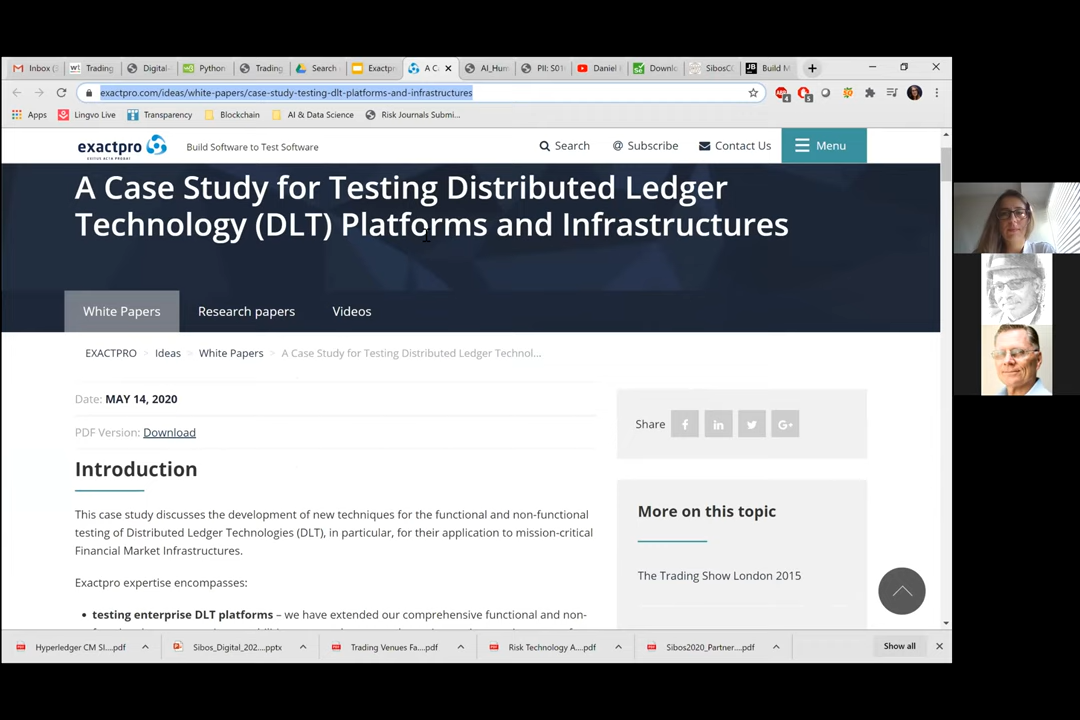 Inbox (
Trading
Digital-
Python
Trading
Search
Exactp
A C
AI_Hum
PII: S01
Daniel
Downlo
SibosC
Build M
exactpro.com/ideas/white-papers/case-study-testing-dlt-platforms-and-infrastructures
Apps
Lingvo Live
Transparency
Blockchain
AI & Data Science
Risk Journals Submi...
exactpro
Build Software to Test Software
Search
@ Subscribe
Contact Us
Menu
A Case Study for Testing Distributed Ledger
Technology (DLT) Platforms and Infrastructures
White Papers
Research papers
Videos
EXACTPRO > Ideas > White Papers > A Case Study for Testing Distributed Ledger Technol...
Date: MAY 14, 2020
PDF Version: Download
Share
Introduction
This case study discusses the development of new techniques for the functional and non-functional
testing of Distributed Ledger Technologies (DLT), in particular, for their application to mission-critical
Financial Market Infrastructures.
Exactpro expertise encompasses:
• testing enterprise DLT platforms – we have extended our comprehensive functional and non-
More on this topic
The Trading Show London 2015
Hyperledger CM SI....pdf
Sibos_Digital_202....pptx
Trading Venues Fa....pdf
Risk Technology A....pdf
Sibos2020_Partner....pdf
Show all